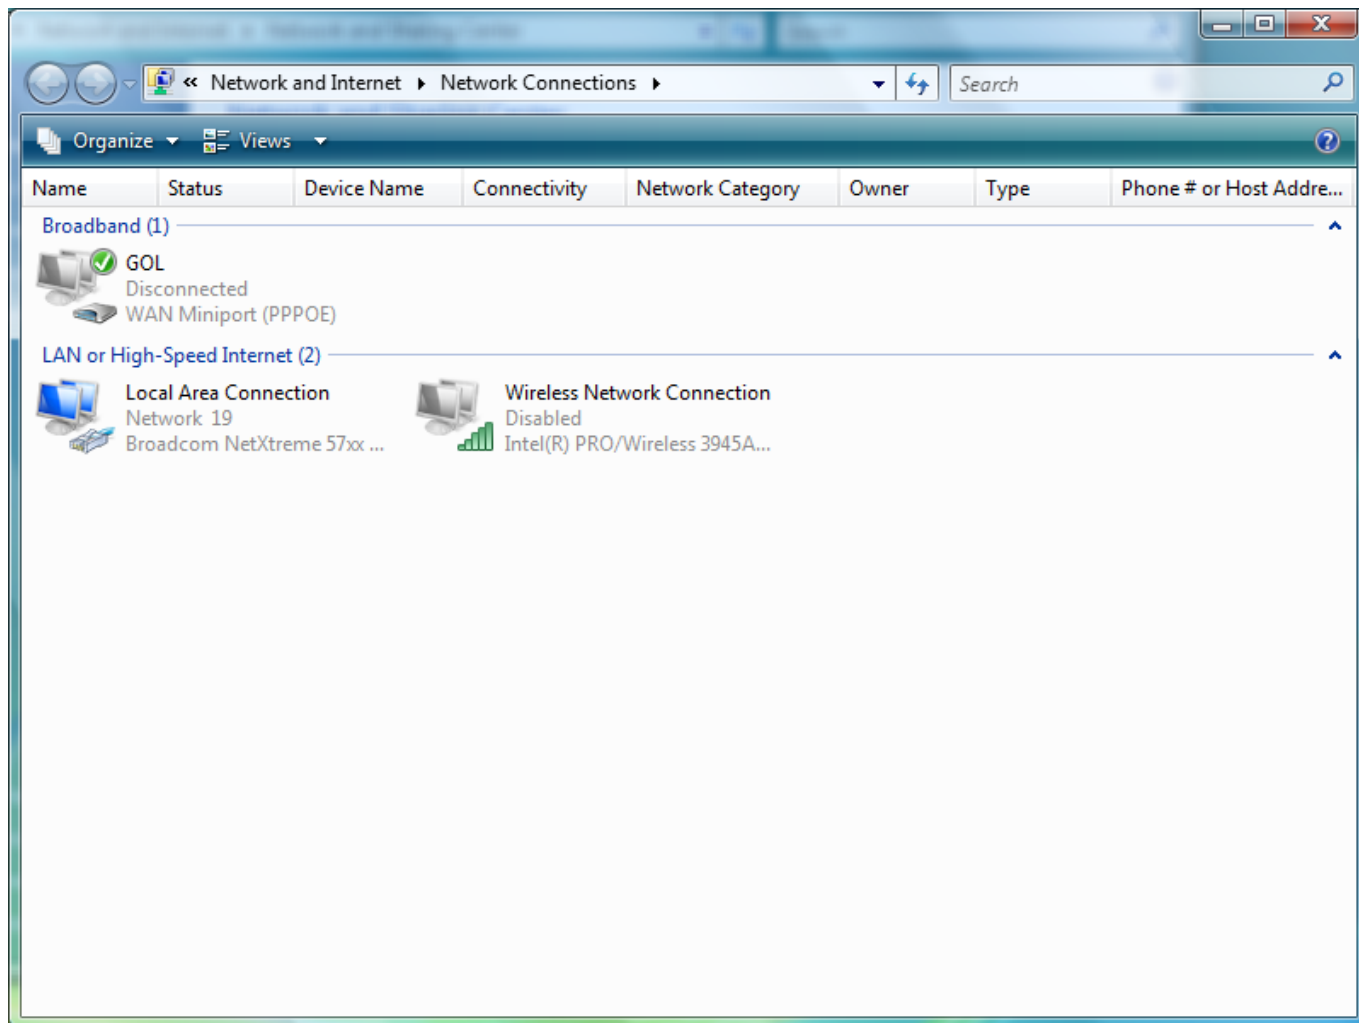 « Network and Internet Network Connections Search
Organize Views
Name Status Device Name Connectivity Network Category Owner Type Phone # or Host Addre...
Broadband (1)
GOL
Disconnected
WAN Miniport (PPPOE)
LAN or High-Speed Internet (2)
Local Area Connection
Network 19
Broadcom NetXtreme 57xx ...
Wireless Network Connection
Disabled
Intel(R) PRO/Wireless 3945A...